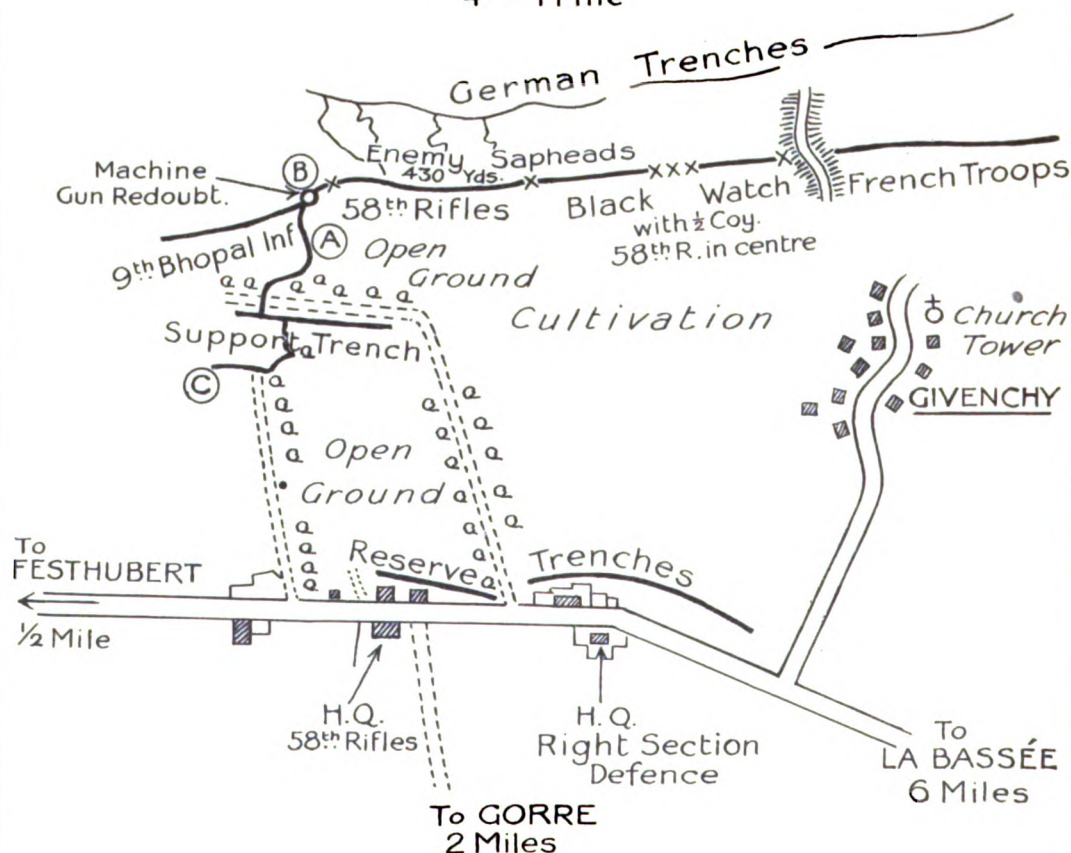 German Trenches
Enemy Sapheads
430 Yds.
Machine
Gun Redoubt.
B
58th Rifles
Black Watch
with ½ Coy.
58th R. in centre
French Troops
9th Bhopal Inf
A
Open
Ground
Cultivation
Church
Tower
GIVENCHY
Support Trench
C
Open
Ground
To
FESTHUBERT
½ Mile
Reserve Trenches
H.Q.
58th Rifles
H.Q.
Right Section
Defence
To
LA BASSÉE
6 Miles
To GORRE
2 Miles